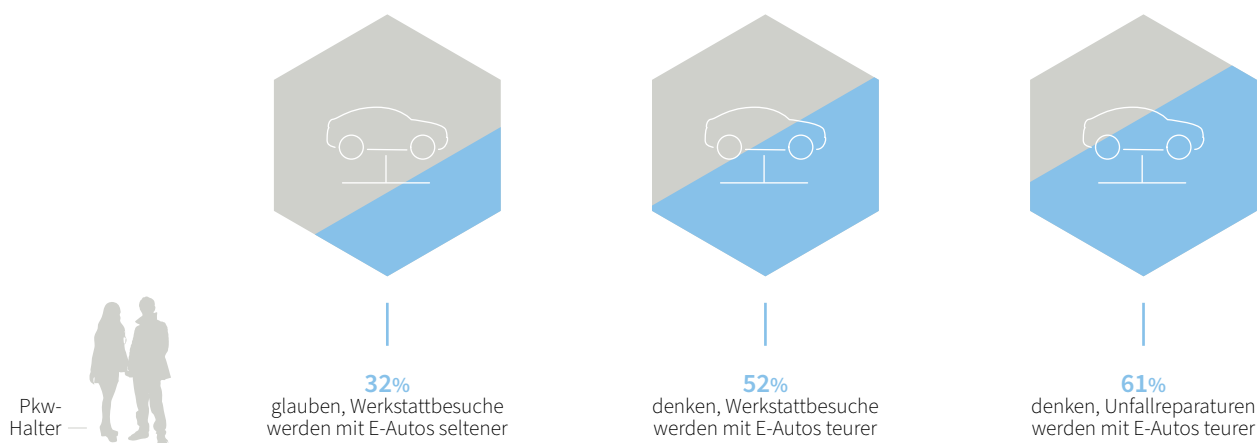 32%
glauben, Werkstattbesuche
werden mit E-Autos seltener
52%
denken, Werkstattbesuche
werden mit E-Autos teurer
61%
denken, Unfallreparaturen
werden mit E-Autos teurer
Pkw-
Halter